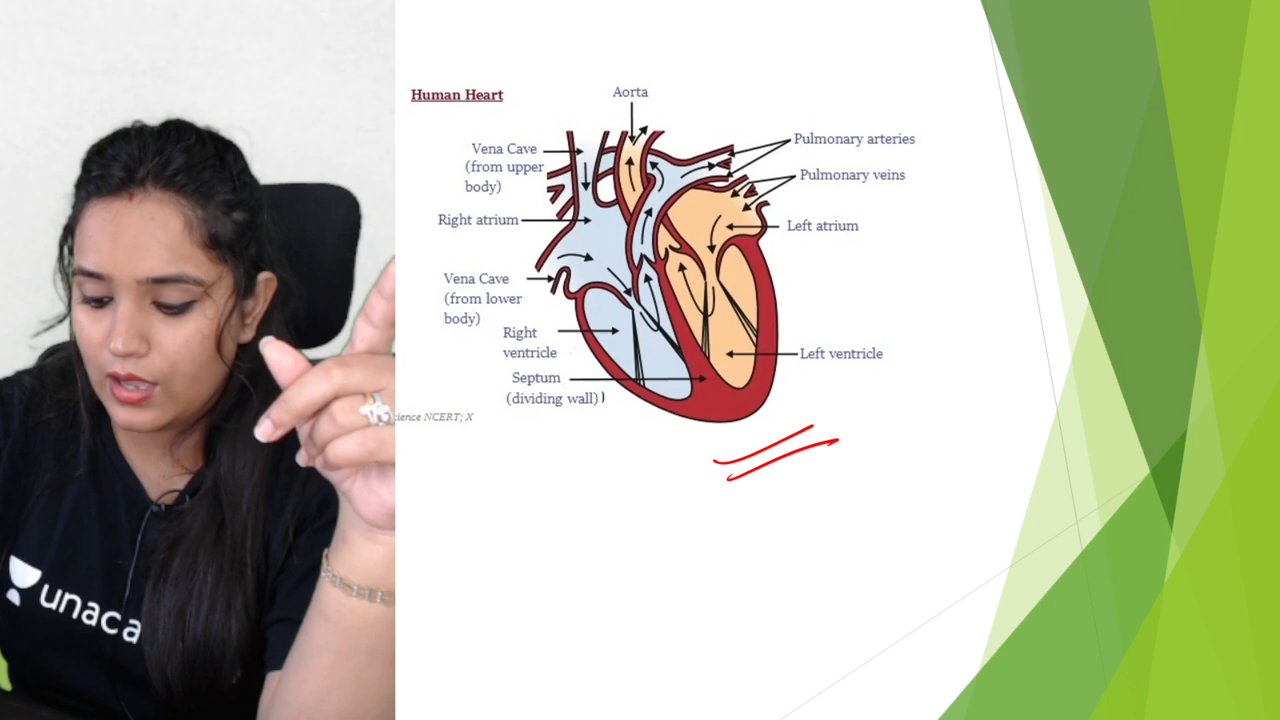 Human Heart
Aorta
Vena Cave
(from upper
body)
Pulmonary arteries
Pulmonary veins
Right atrium
Left atrium
Vena Cave
(from lower
body)
Right
ventricle
Left ventricle
Septum
(dividing wall)
cience NCERT; X
unaca